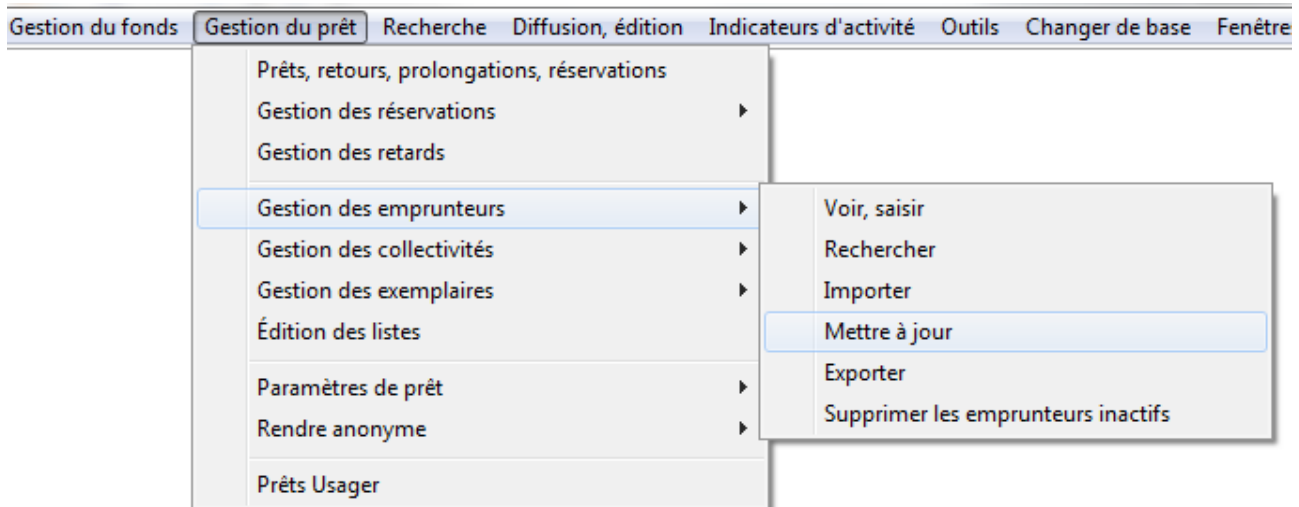 Gestion du fonds Gestion du prêt Recherche Diffusion, édition Indicateurs d'activité Outils Changer de base Fenêtre
Prêts, retours, prolongations, réservations
Gestion des réservations
Gestion des retards
Gestion des emprunteurs
Gestion des collectivités
Gestion des exemplaires
Édition des listes
Paramètres de prêt
Rendre anonyme
Prêts Usager
Voir, saisir
Rechercher
Importer
Mettre à jour
Exporter
Supprimer les emprunteurs inactifs